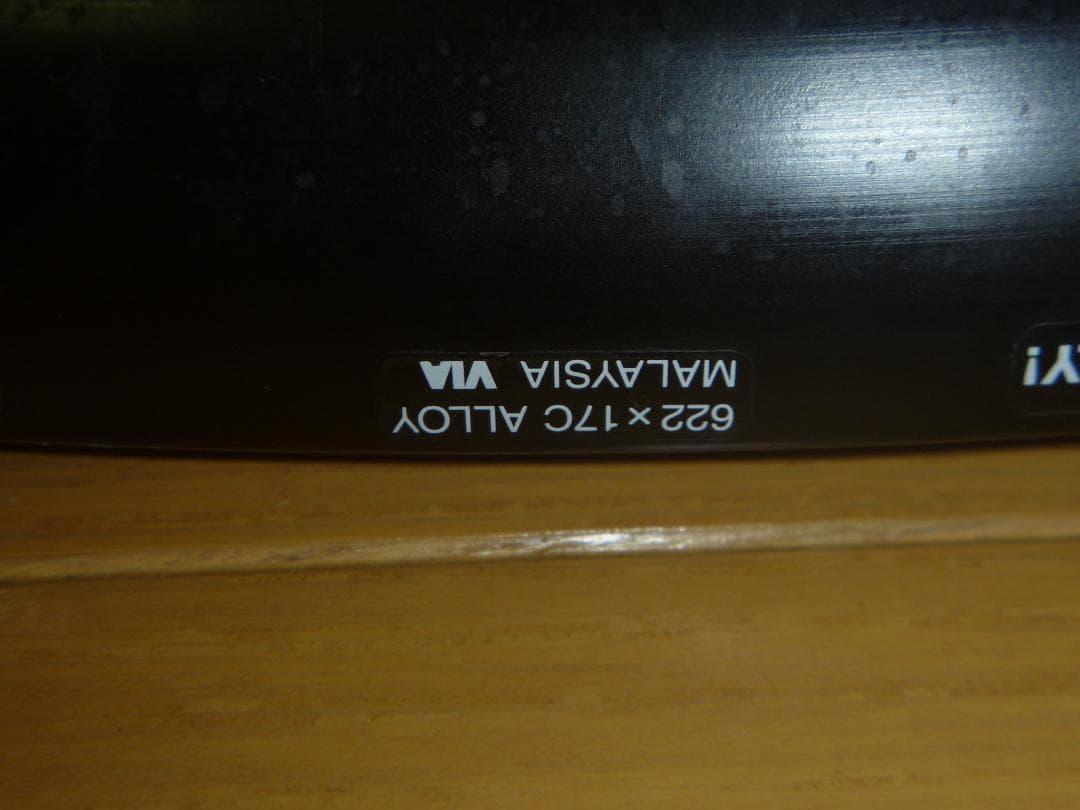 622 x 17C ALLOY
MALAYSIA VIA
Y!